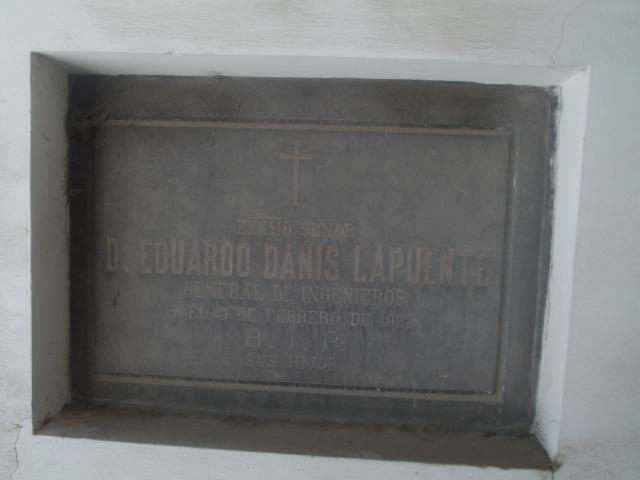 EXCMO SEÑOR
D. EDUARDO DANIS LAPUENTE
GENERAL DE INGENIEROS
EL DE FEBRERO DE
R. I. P.
SUS HIJOS